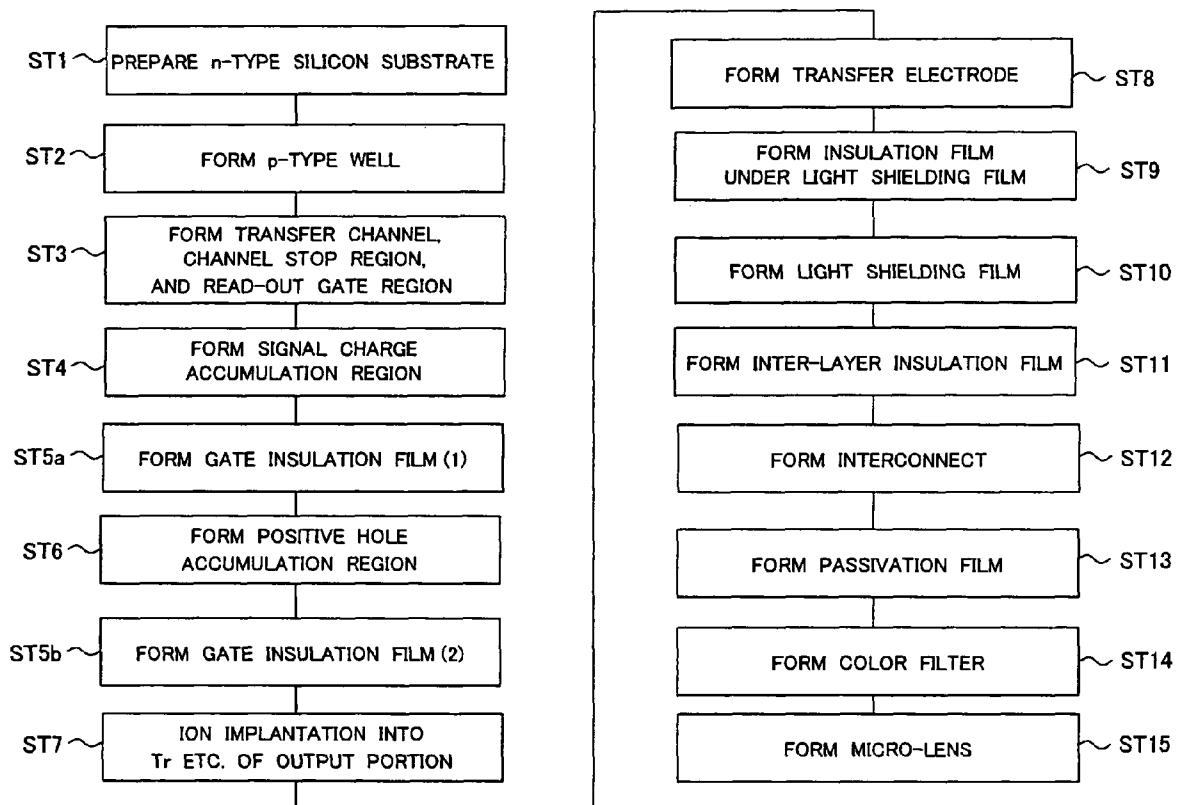 ST1
PREPARE n-TYPE SILICON SUBSTRATE
ST2
FORM p-TYPE WELL
ST3
FORM TRANSFER CHANNEL,
CHANNEL STOP REGION,
AND READ-OUT GATE REGION
ST4
FORM SIGNAL CHARGE
ACCUMULATION REGION
ST5a
FORM GATE INSULATION FILM (1)
ST6
FORM POSITIVE HOLE
ACCUMULATION REGION
ST5b
FORM GATE INSULATION FILM (2)
ST7
ION IMPLANTATION INTO
Tr ETC. OF OUTPUT PORTION
FORM TRANSFER ELECTRODE
ST8
FORM INSULATION FILM
UNDER LIGHT SHIELDING FILM
ST9
FORM LIGHT SHIELDING FILM
ST10
FORM INTER-LAYER INSULATION FILM
ST11
FORM INTERCONNECT
ST12
FORM PASSIVATION FILM
ST13
FORM COLOR FILTER
ST14
FORM MICRO-LENS
ST15